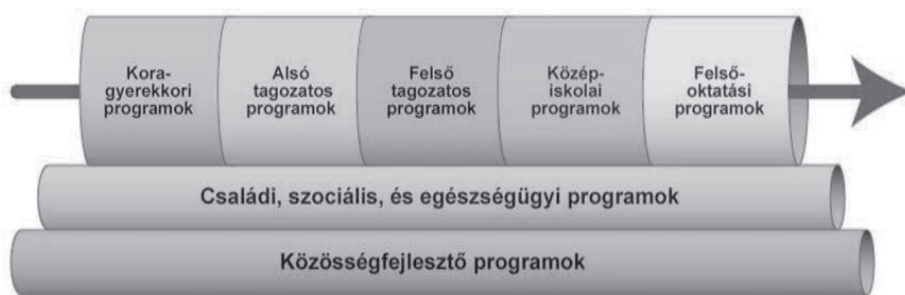 Kora-
gyerekkori
programok
Alsó
tagozatos
programok
Felső
tagozatos
programok
Közép-
iskolai
programok
Felső-
oktatási
programok
Családi, szociális, és egészségügyi programok
Közösségfejlesztő programok